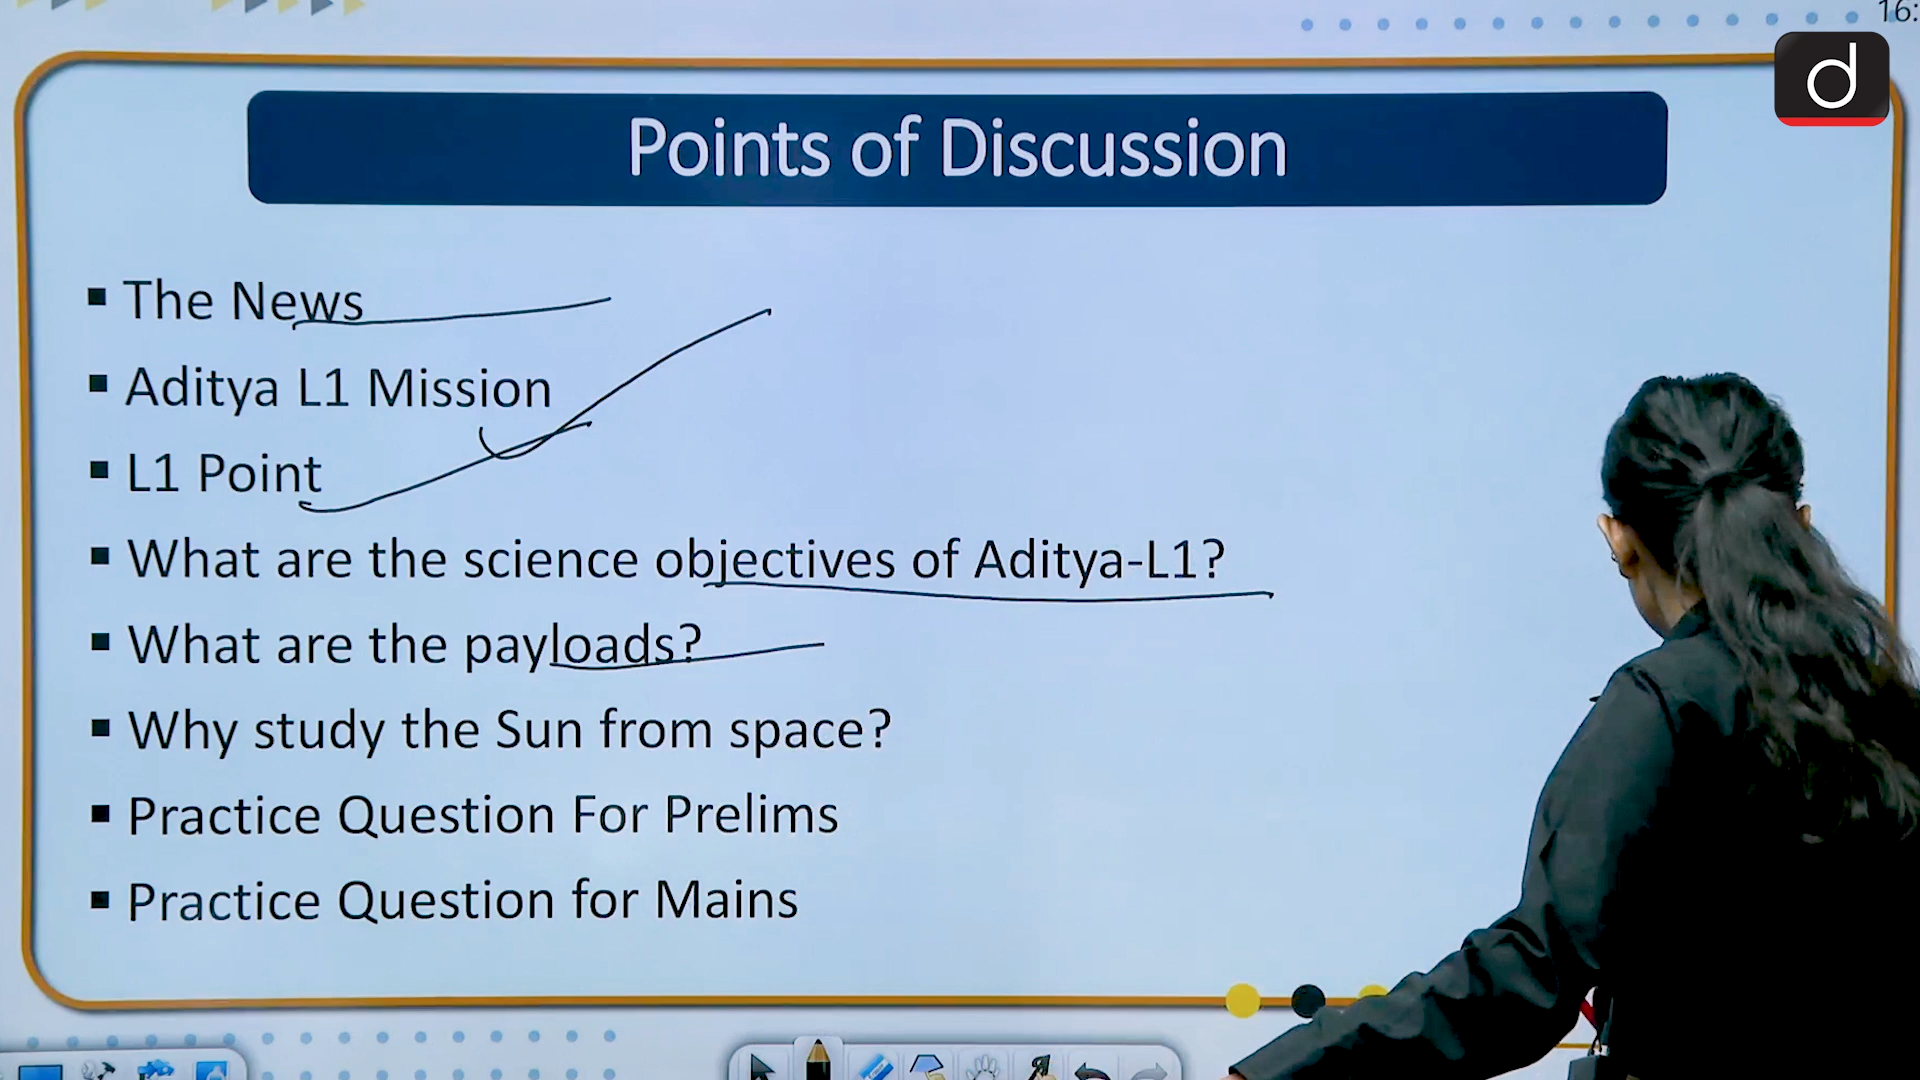 16:
d
Points of Discussion
▪ The News
▪ Aditya L1 Mission
▪ L1 Point
▪ What are the science objectives of Aditya-L1?
▪ What are the payloads?
▪ Why study the Sun from space?
▪ Practice Question For Prelims
▪ Practice Question for Mains